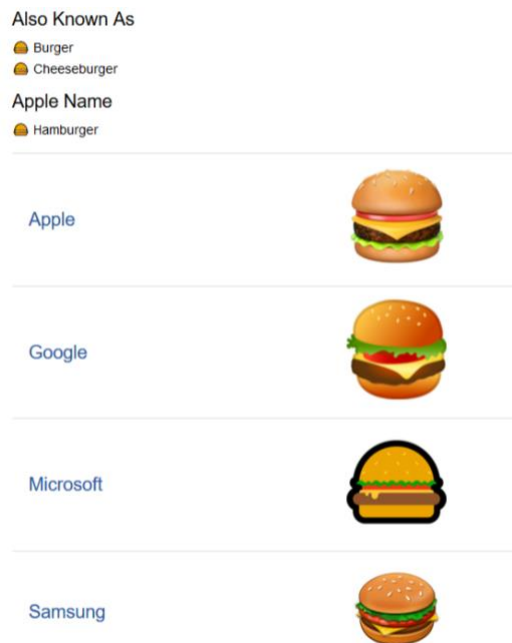 Also Known As
Burger
Cheeseburger
Apple Name
Hamburger
Apple
Google
Microsoft
Samsung